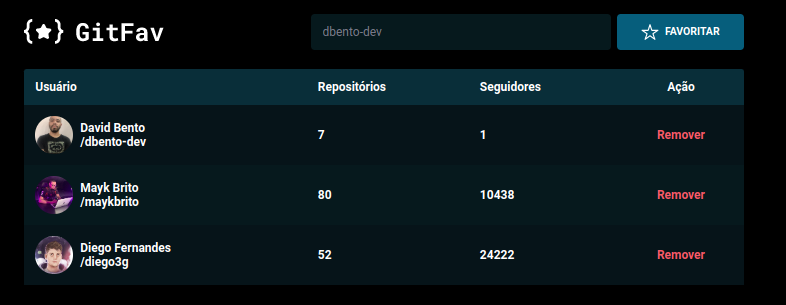 GitFav
dbento-dev
FAVORITAR
Usuário Repositórios Seguidores Ação
David Bento
/dbento-dev
7 1 Remover
Mayk Brito
/maykbrito
80 10438 Remover
Diego Fernandes
/diego3g
52 24222 Remover